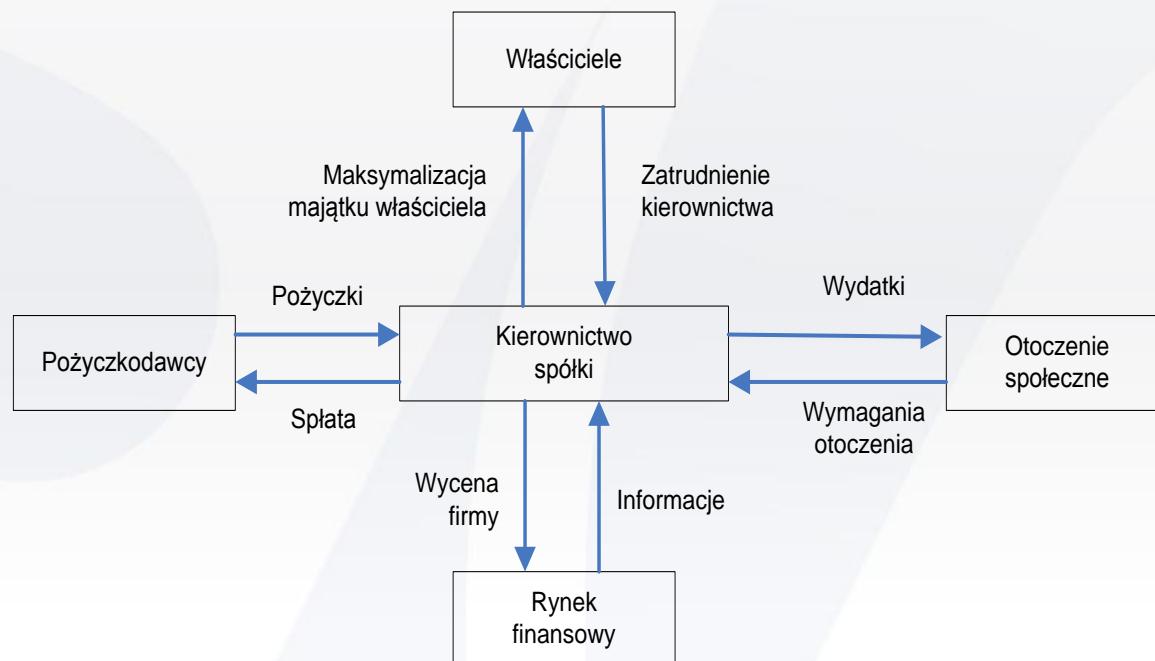 Właściciele
Maksymalizacja
majątku właściciela
Zatrudnienie
kierownictwa
Pożyczki
Wydatki
Pożyczkodawcy
Kierownictwo
spółki
Otoczenie
społeczne
Spłata
Wymagania
otoczenia
Wycena
firmy
Informacje
Rynek
finansowy